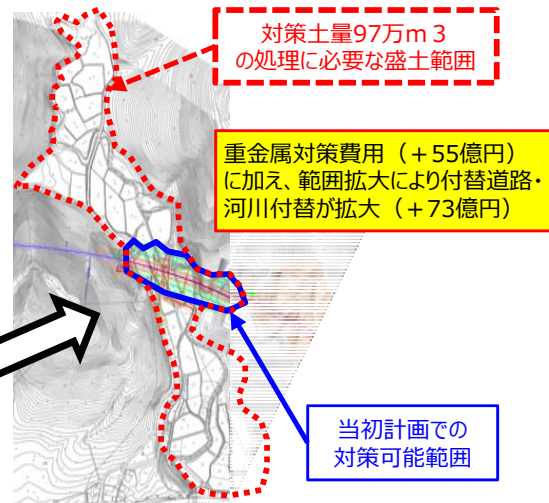 対策土量97万ｍ３
の処理に必要な盛土範囲
重金属対策費用（＋55億円）
に加え、範囲拡大により付替道路・
河川付替が拡大（＋73億円）
当初計画での
対策可能範囲